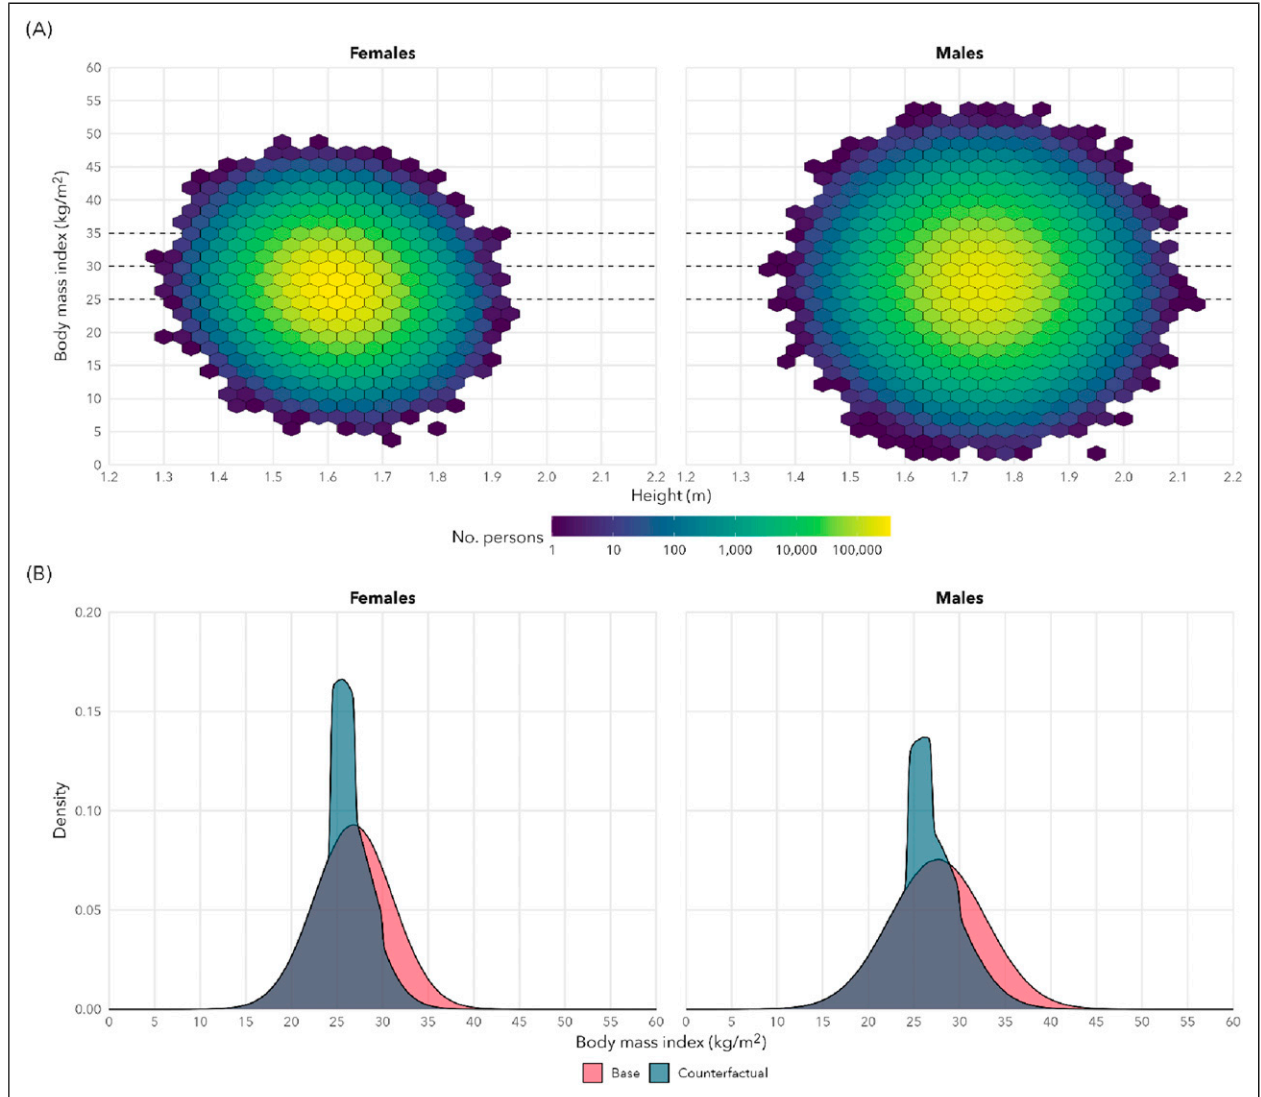 (A)
Females
Males
Body mass index (kg/m2)
60
55
50
45
40
35
30
25
20
15
10
5
0
1.2 1.3 1.4 1.5 1.6 1.7 1.8 1.9 2.0 2.1 2.2
1.2 1.3 1.4 1.5 1.6 1.7 1.8 1.9 2.0 2.1 2.2
Height (m)
No. persons
1 10 100 1,000 10,000 100,000
(B)
Females
Males
Density
0.20
0.15
0.10
0.05
0.00
0 5 10 15 20 25 30 35 40 45 50 55 60
0 5 10 15 20 25 30 35 40 45 50 55 60
Body mass index (kg/m2)
Base Counterfactual